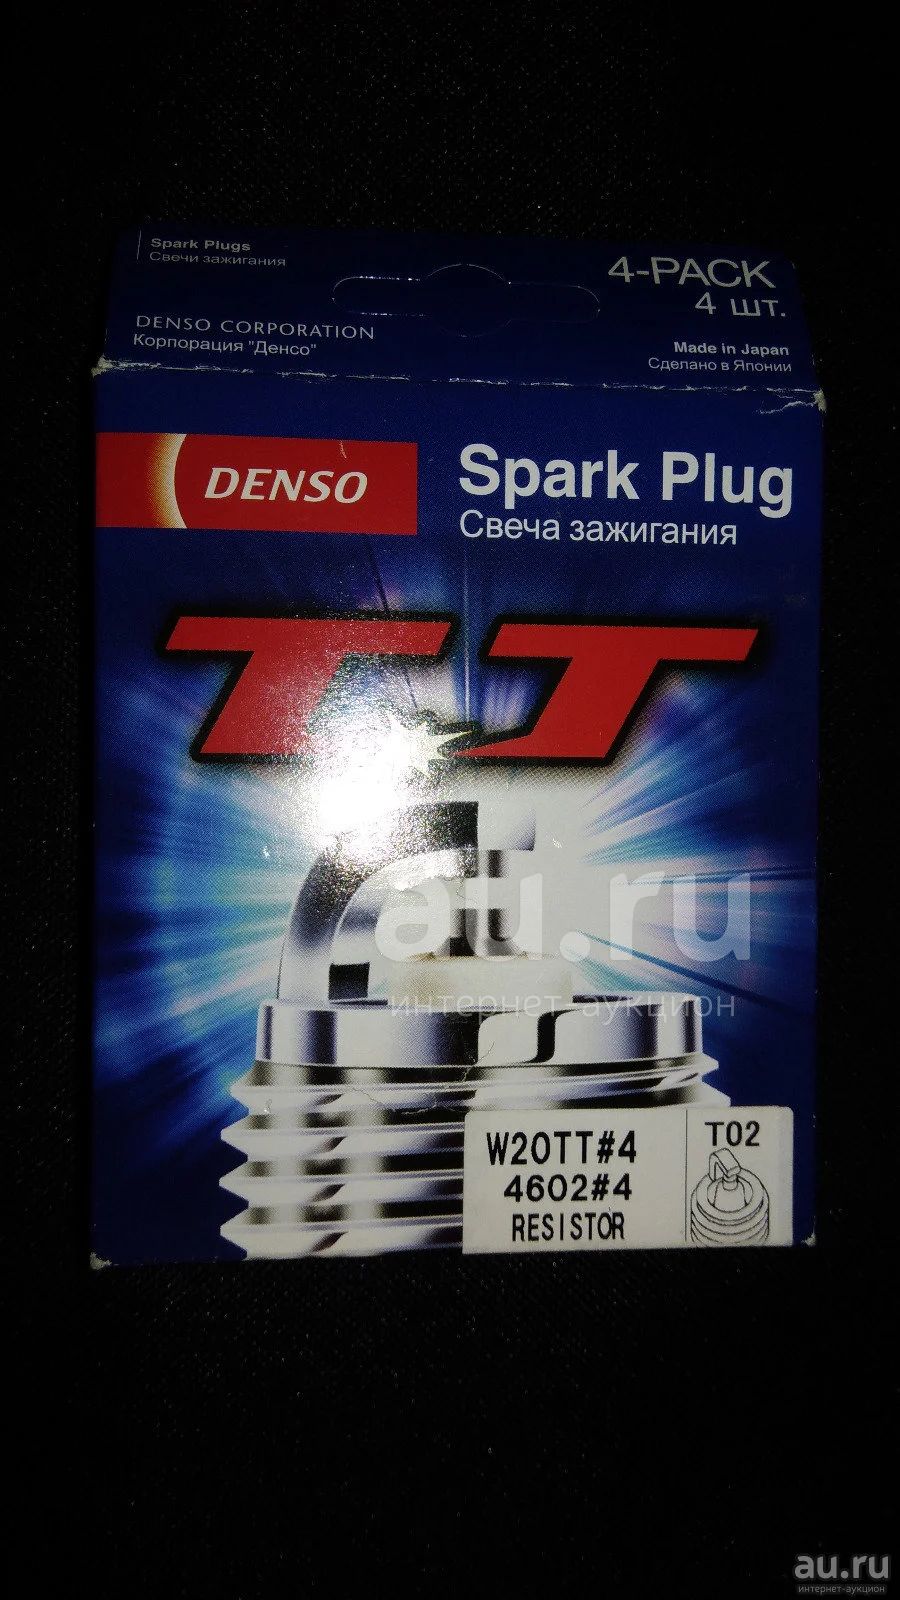 Spark Plugs
Свечи зажигания
4-PACK
4 шт.
DENSO CORPORATION
Корпорация "Денсо"
Made in Japan
Сделано в Японии
DENSO
Spark Plug
Свеча зажигания
TT
au.ru
интернет-аукцион
W20TT#4
4602#4
RESISTOR
T02
au.ru
интернет-аукцион